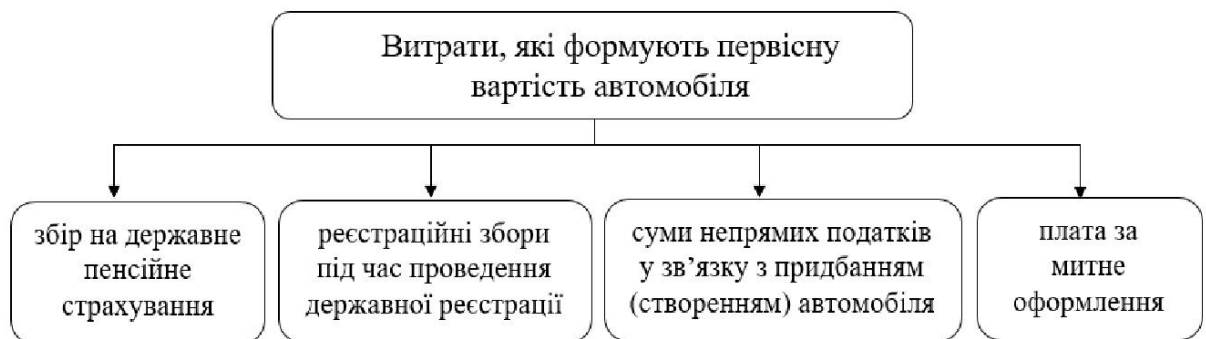 Витрати, які формують первісну
вартість автомобіля
збір на державне
пенсійне
страхування
реєстраційні збори
під час проведення
державної реєстрації
суми непрямих податків
у зв’язку з придбанням
(створенням) автомобіля
плата за
митне
оформлення